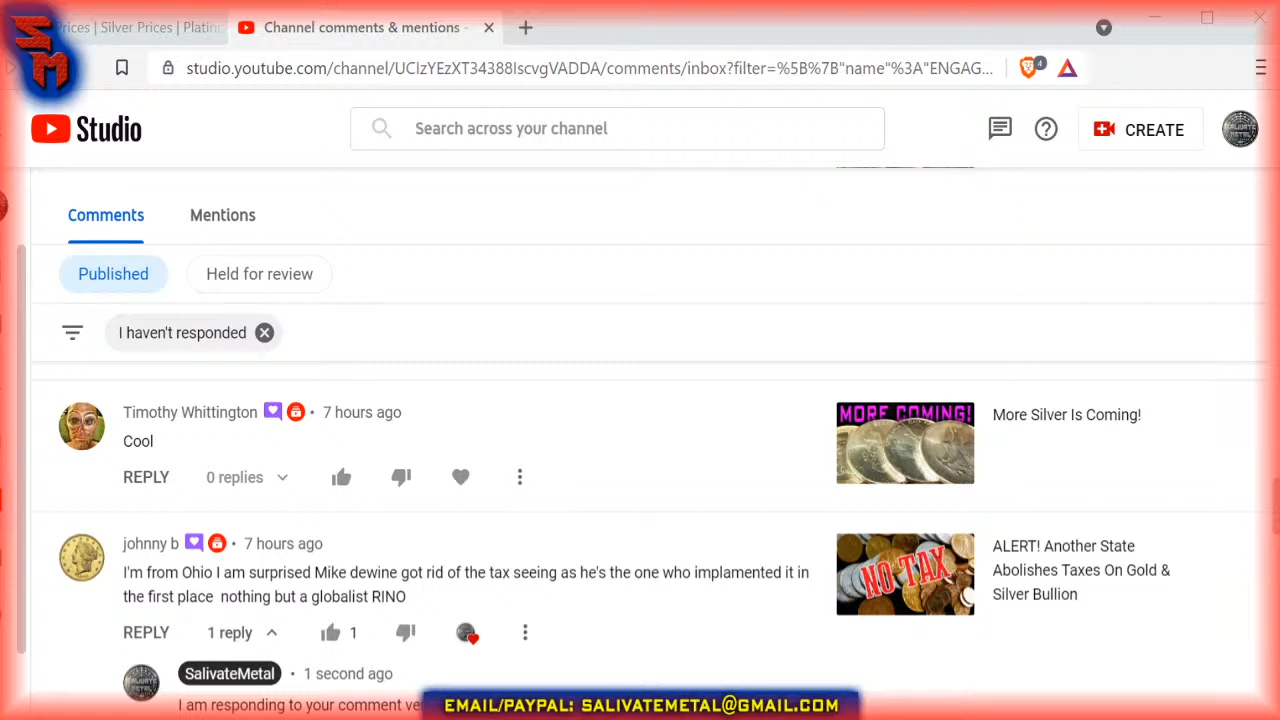 SM
Prices | Silver Prices | Platin
Channel comments & mentions -
studio.youtube.com/channel/UCIzYEzXT34388IscvgVADDA/comments/inbox?filter=%5B%7B"name"%3A"ENGAG...
4
Studio
Search across your channel
CREATE
Comments
Mentions
Published
Held for review
I haven't responded
Timothy Whittington • 7 hours ago
Cool
REPLY
0 replies
MORE COMING!
More Silver Is Coming!
johnny b • 7 hours ago
I'm from Ohio I am surprised Mike dewine got rid of the tax seeing as he's the one who implamented it in
the first place nothing but a globalist RINO
REPLY
1 reply
1
NO TAX
ALERT! Another State
Abolishes Taxes On Gold &
Silver Bullion
SalivateMetal • 1 second ago
I am responding to your comment
EMAIL/PAYPAL: SALIVATEMETAL@GMAIL.COM